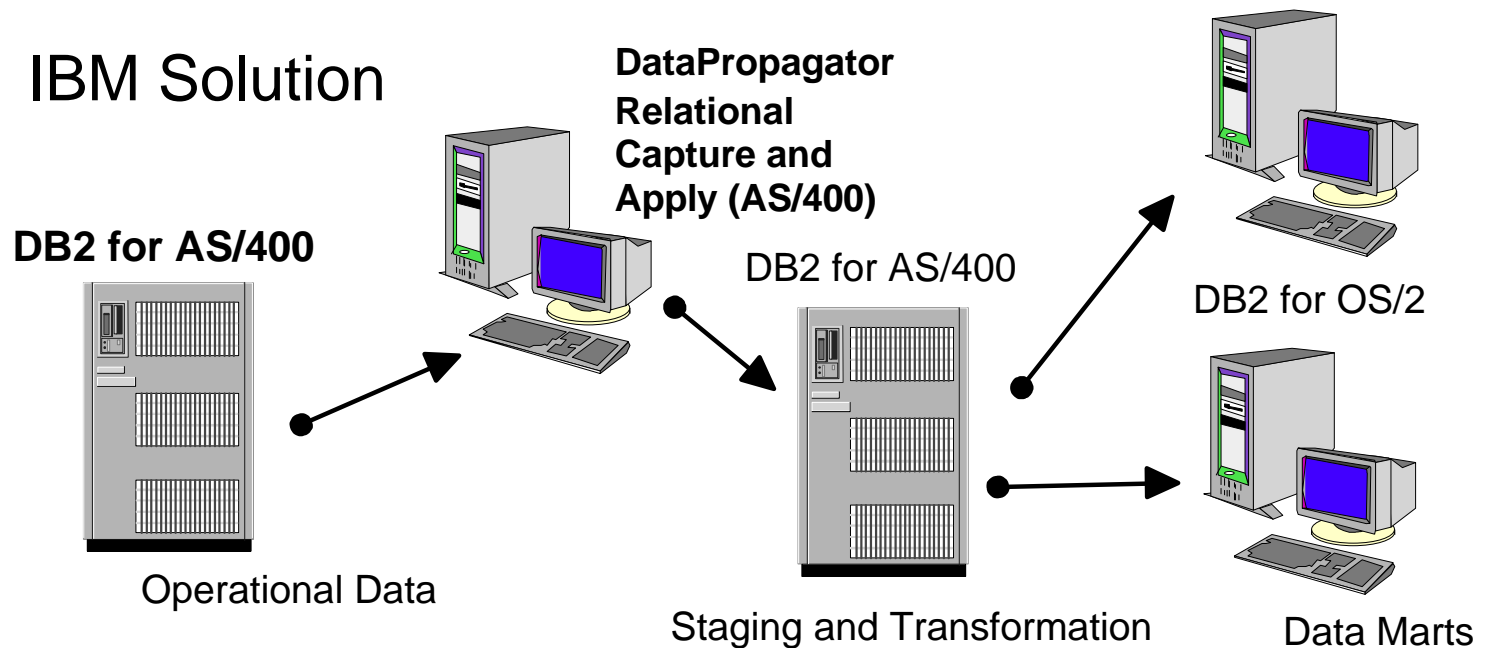 IBM Solution
DataPropagator
Relational
Capture and
Apply (AS/400)
DB2 for AS/400
DB2 for AS/400
DB2 for OS/2
Operational Data
Staging and Transformation
Data Marts